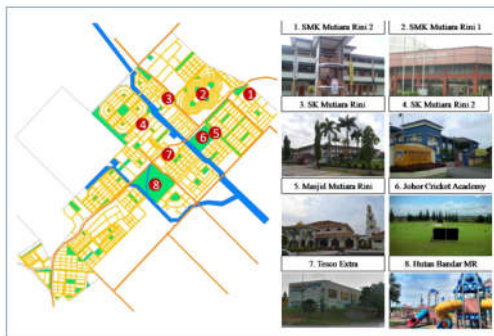 1. SMK Mutiara Rini 2
2. SMK Mutiara Rini 1
3. SK Mutiara Rini
4. SK Mutiara Rini 2
5. Masjid Mutiara Rini
6. Johor Cricket Academy
7. Tesco Extra
8. Hutan Bandar MR
1
2
3
4
5
6
7
8